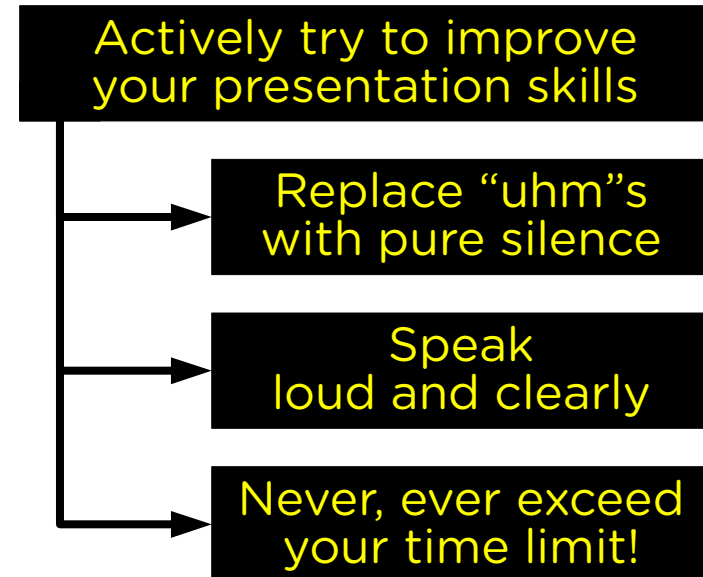 Actively try to improve
your presentation skills
Replace “uhm”s
with pure silence
Speak
loud and clearly
Never, ever exceed
your time limit!